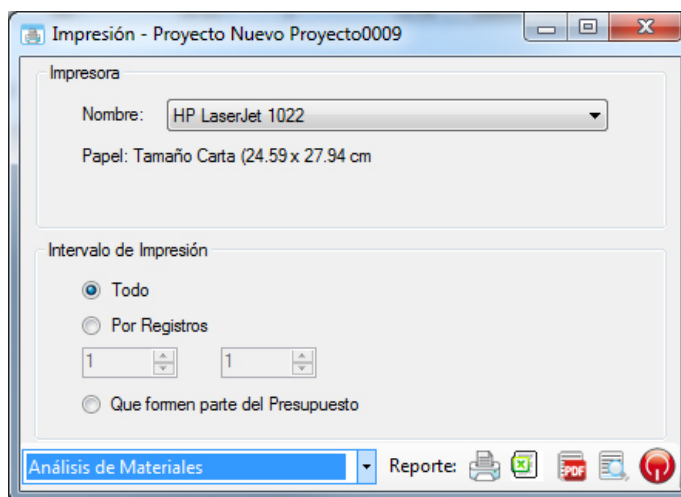 Impresión - Proyecto Nuevo Proyecto0009
Impresora
Nombre: HP LaserJet 1022
Papel: Tamaño Carta (24.59 x 27.94 cm
Intervalo de Impresión
Todo
Por Registros
1 1
Que formen parte del Presupuesto
Análisis de Materiales Reporte: PDF